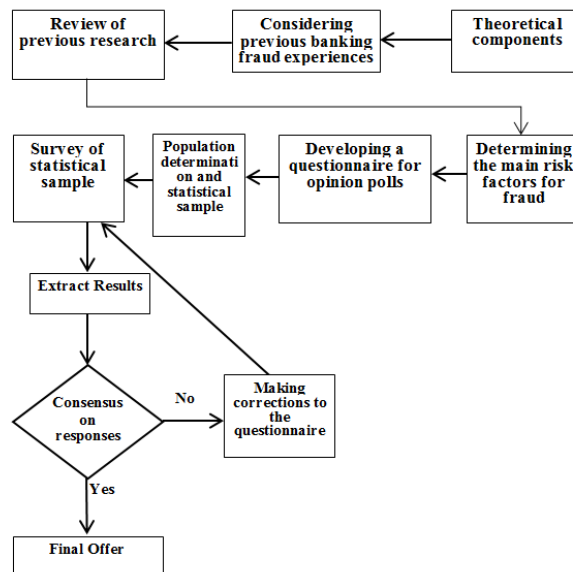 Review of
previous research
Considering
previous banking
fraud experiences
Theoretical
components
Survey of
statistical
sample
Population
determinati
on and
statistical
sample
Developing a
questionnaire for
opinion polls
Determining
the main risk
factors for
fraud
Extract Results
Consensus
on
responses
No
Making
corrections to
the
questionnaire
Yes
Final Offer